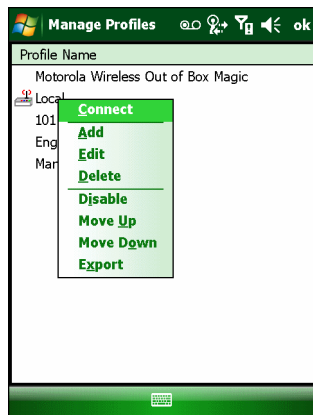 Manage Profiles ok
Profile Name
Motorola Wireless Out of Box Magic
Local
Connect
101
Add
Eng
Edit
Mar
Delete
Disable
Move Up
Move Down
Export